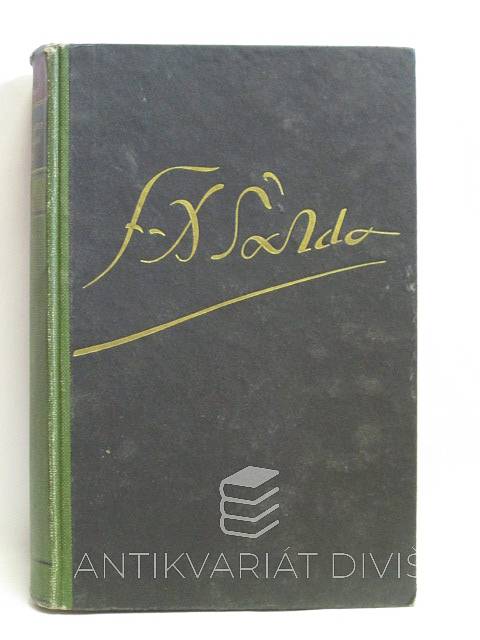 F. X. Šalda
ANTIKVARIÁT DIVIŠ